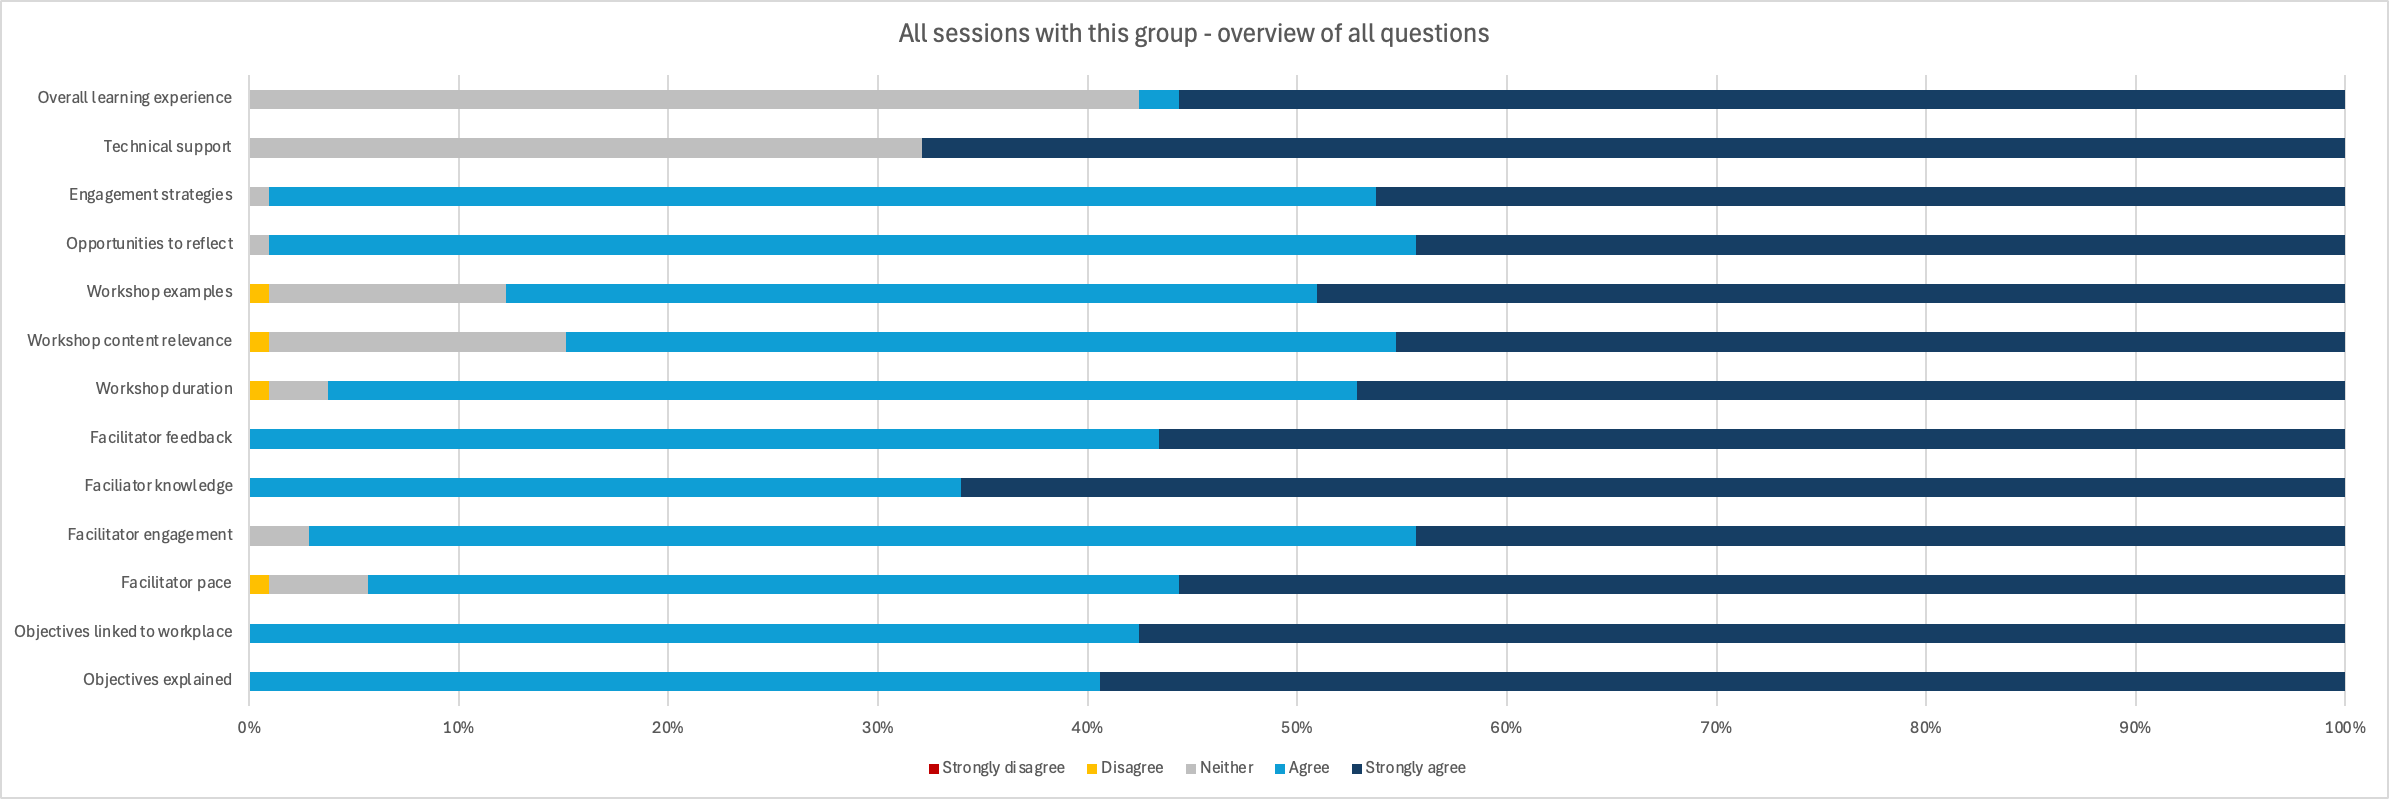 All sessions with this group - overview of all questions
Overall learning experience
Technical support
Engagement strategies
Opportunities to reflect
Workshop examples
Workshop content relevance
Workshop duration
Facilitator feedback
Faciliator knowledge
Facilitator engagement
Facilitator pace
Objectives linked to workplace
Objectives explained
0% 10% 20% 30% 40% 50% 60% 70% 80% 90% 100%
Strongly disagree Disagree Neither Agree Strongly agree